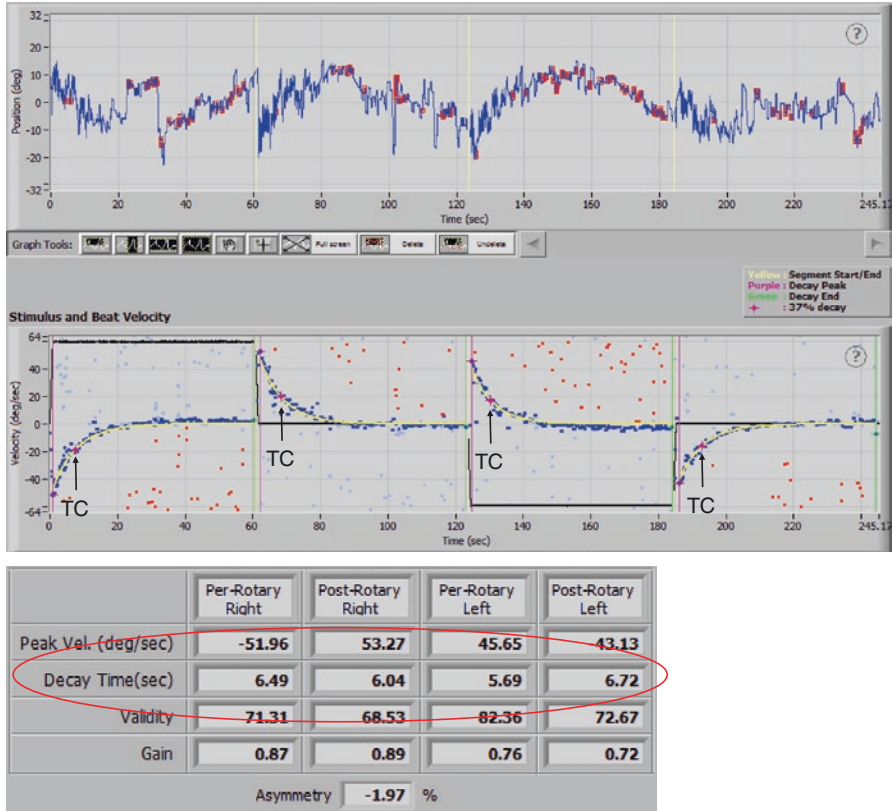 32
20
10
0
-10
-20
-32
Position (deg)
?
0 20 40 60 80 100 120 140 160 180 200 220 245.17
Time (sec)
Graph Tools: Full screen Delete Undelete
Yellow : Segment Start/End
Purple : Decay Peak
Green : Decay End
: 37% decay
Stimulus and Beat Velocity
64
40
20
0
-20
-40
-64
Velocity (deg/sec)
?
TC TC TC TC
0 20 40 60 80 100 120 140 160 180 200 220 245.17
Time (sec)
Per-Rotary Right Post-Rotary Right Per-Rotary Left Post-Rotary Left
Peak Vel. (deg/sec) -51.96 53.27 45.65 43.13
Decay Time(sec) 6.49 6.04 5.69 6.72
Validity 71.31 68.53 82.36 72.67
Gain 0.87 0.89 0.76 0.72
Asymmetry -1.97 %